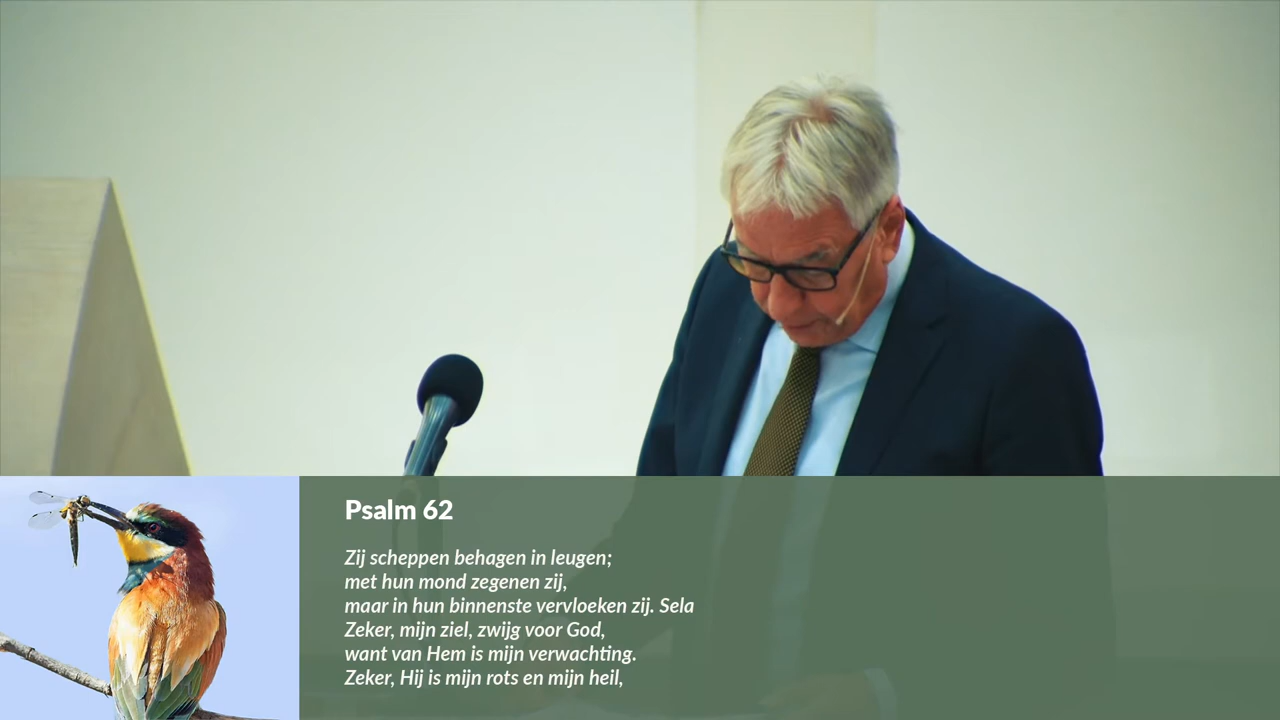 Psalm 62
Zij scheppen behagen in leugen;
met hun mond zegenen zij,
maar in hun binnenste vervloeken zij. Sela
Zeker, mijn ziel, zwijg voor God,
want van Hem is mijn verwachting.
Zeker, Hij is mijn rots en mijn heil,